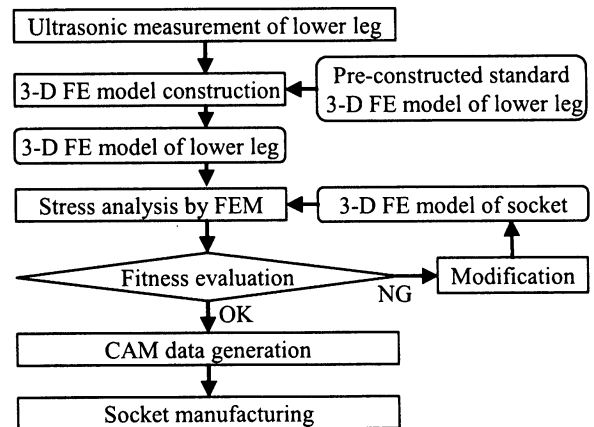 Ultrasonic measurement of lower leg
3-D FE model construction
Pre-constructed standard
3-D FE model of lower leg
3-D FE model of lower leg
Stress analysis by FEM
3-D FE model of socket
Fitness evaluation
NG
Modification
OK
CAM data generation
Socket manufacturing